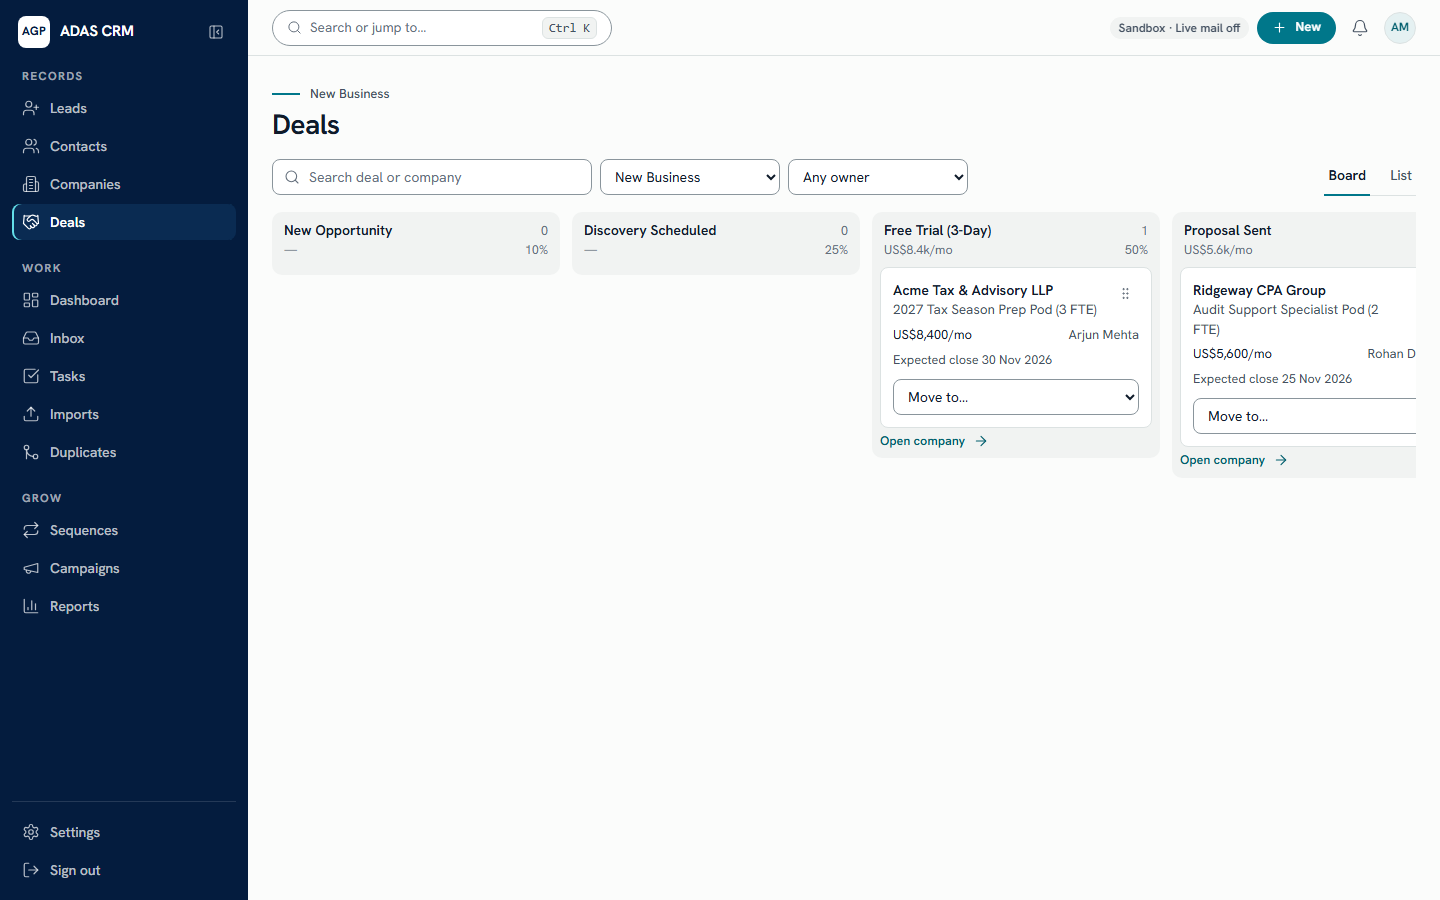 AGP ADAS CRM
RECORDS
Leads
Contacts
Companies
Deals
WORK
Dashboard
Inbox
Tasks
Imports
Duplicates
GROW
Sequences
Campaigns
Reports
Settings
Sign out
Search or jump to... Ctrl K
Sandbox · Live mail off
New
AM
New Business
Deals
Search deal or company
New Business
Any owner
Board
List
New Opportunity 0
— 10%
Discovery Scheduled 0
— 25%
Free Trial (3-Day) 1
US$8.4k/mo 50%
Acme Tax & Advisory LLP
2027 Tax Season Prep Pod (3 FTE)
US$8,400/mo Arjun Mehta
Expected close 30 Nov 2026
Move to...
Open company
Proposal Sent
US$5.6k/mo
Ridgeway CPA Group
Audit Support Specialist Pod (2
FTE)
US$5,600/mo Rohan D
Expected close 25 Nov 2026
Move to...
Open company